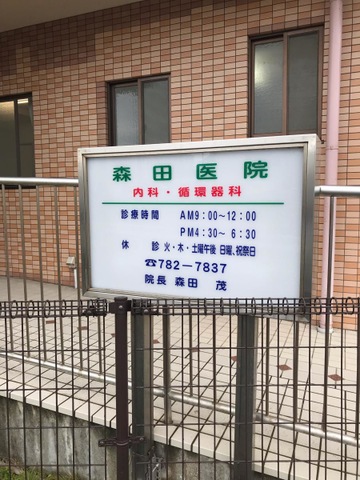 森田医院
内科・循環器科
診療時間 AM9:00〜12:00
PM4:30〜 6:30
休 診 火・木・土曜午後 日曜、祝祭日
☎782-7837
院長 森田 茂